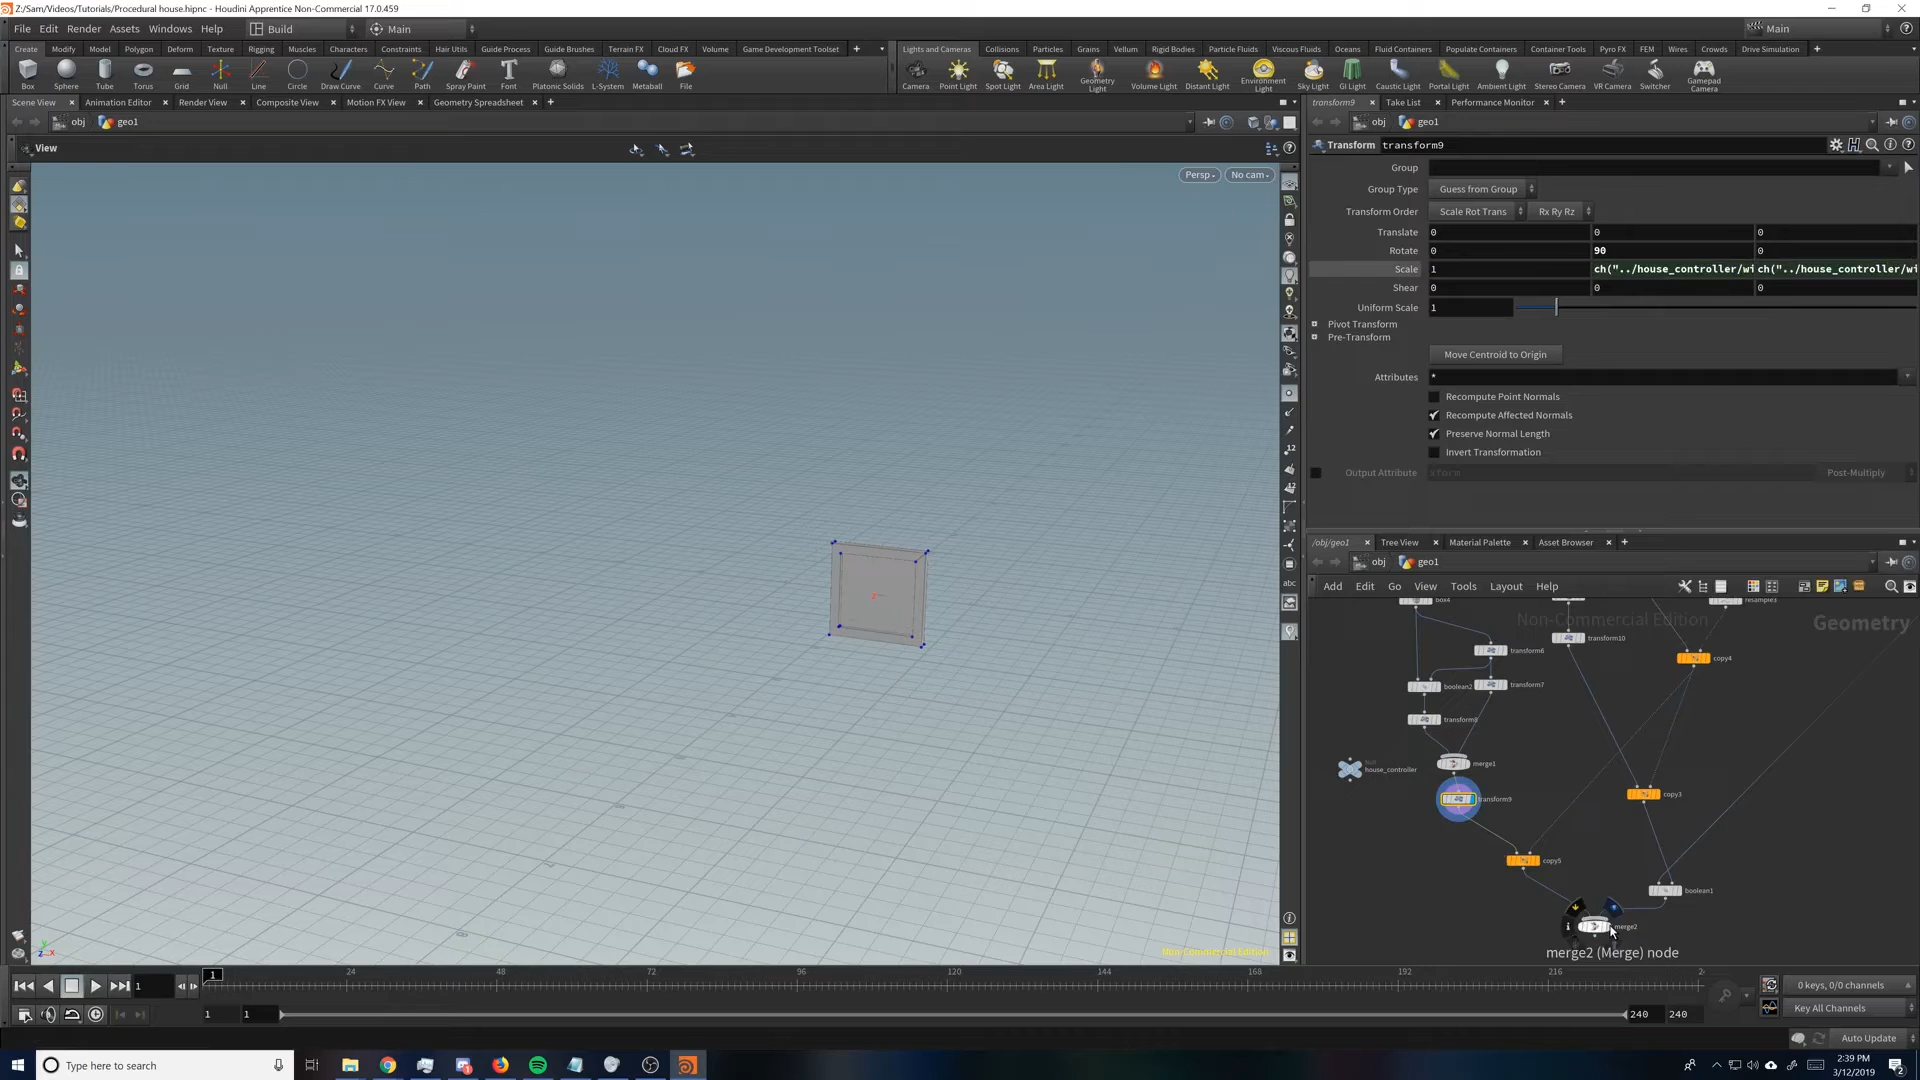 Z:/Sam/Videos/Tutorials/Procedural house.hipnc - Houdini Apprentice Non-Commercial 17.0.459
File Edit Render Assets Windows Help Build Main Main
Create Modify Model Polygon Deform Texture Rigging Muscles Characters Constraints Hair Utils Guide Process Guide Brushes Terrain FX Cloud FX Volume Game Development Toolset
Lights and Cameras Collisions Particles Grains Vellum Rigid Bodies Particle Fluids Viscous Fluids Oceans Fluid Containers Populate Containers Container Tools Pyro FX FEM Wires Crowds Drive Simulation
Box Sphere Tube Torus Grid Null Line Circle Draw Curve Curve Path Spray Paint Font Platonic Solids L-System Metaball File
Camera Point Light Spot Light Area Light Geometry Light Volume Light Distant Light Environment Light Sky Light GI Light Caustic Light Portal Light Ambient Light Stereo Camera VR Camera Switcher Gamepad Camera
Scene View Animation Editor Render View Composite View Motion FX View Geometry Spreadsheet
transform9 Take List Performance Monitor
obj geo1
obj geo1
View
Persp No cam
Transform transform9
Group
Group Type Guess from Group
Transform Order Scale Rot Trans Rx Ry Rz
Translate 0 0 0
Rotate 0 90 0
Scale 1 ch("../house_controller/wi ch("../house_controller/wi
Shear 0 0 0
Uniform Scale 1
Pivot Transform
Pre-Transform
Move Centroid to Origin
Attributes *
Recompute Point Normals
Recompute Affected Normals
Preserve Normal Length
Invert Transformation
Output Attribute xform Post-Multiply
/obj/geo1 Tree View Material Palette Asset Browser
obj geo1
Add Edit Go View Tools Layout Help
Non-Commercial Edition
Geometry
box4
resample3
transform10
transform6
copy4
boolean2
transform7
transform8
merge1
Null
house_controller
copy3
transform9
copy5
boolean1
merge2
merge2 (Merge) node
Non-Commercial Edition
1 24 48 72 96 120 144 168 192 216
1
0 keys, 0/0 channels
1 1 240 240
Key All Channels
Auto Update
Type here to search
2:39 PM
3/12/2019